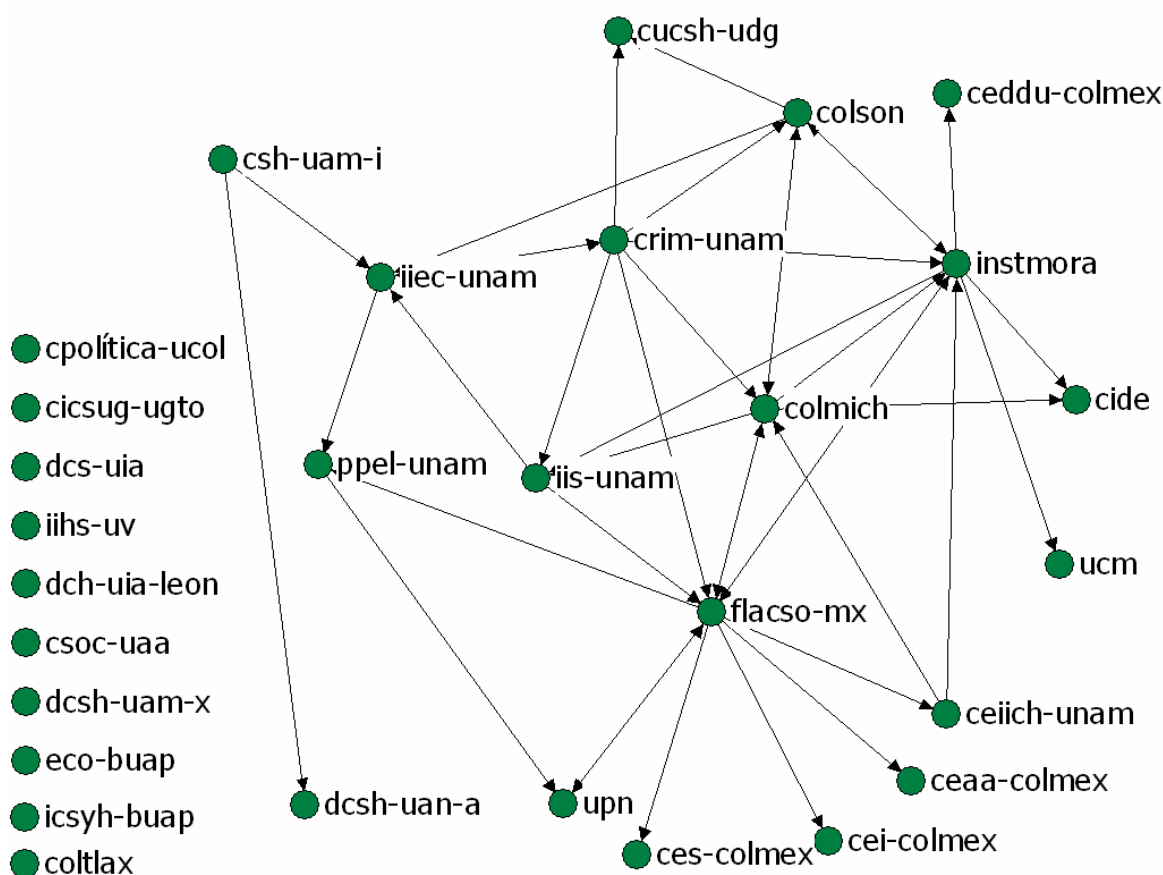 cucsh-udg
ceddu-colmex
colson
csh-uam-i
crim-unam
instmora
iiec-unam
cpolítica-ucol
cide
cicsug-ugto
colmich
dcs-uia
ppel-unam
iis-unam
iihs-uv
ucm
dch-uia-leon
flacso-mx
csoc-uaa
dcsh-uam-x
ceiich-unam
eco-buap
ceaa-colmex
dcsh-uan-a
upn
icsyh-buap
cei-colmex
ces-colmex
coltlax